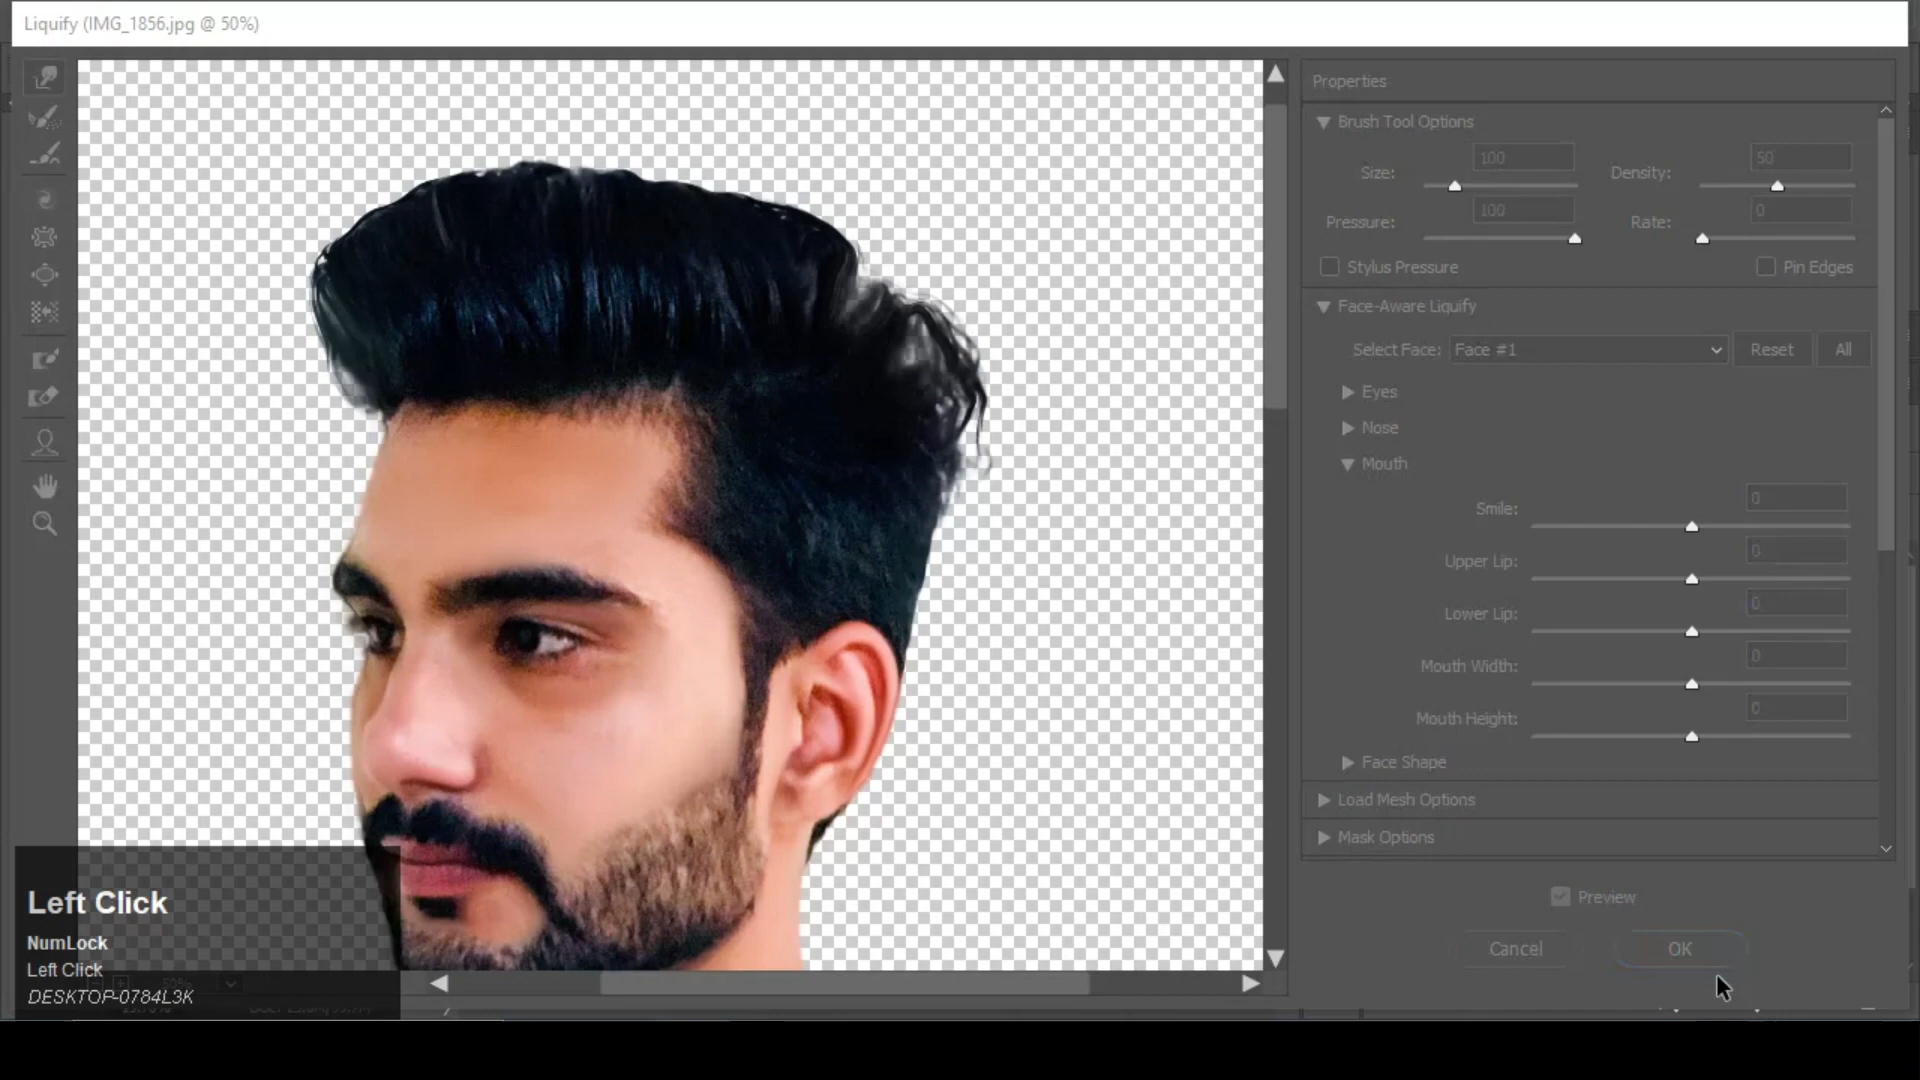 Liquify (IMG_1856.jpg @ 50%)
Properties
Brush Tool Options
Size: 100 Density: 50
Pressure: 100 Rate: 0
Stylus Pressure Pin Edges
Face-Aware Liquify
Select Face: Face #1 Reset All
Eyes
Nose
Mouth
Smile: 0
Upper Lip: 0
Lower Lip: 0
Mouth Width: 0
Mouth Height: 0
Face Shape
Load Mesh Options
Mask Options
Preview
Cancel OK
Left Click
NumLock
Left Click
50%
DESKTOP-0784L3K